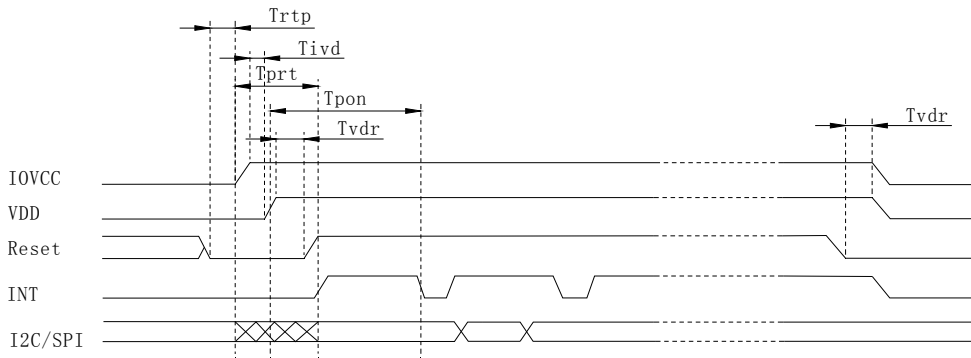 Trtp
Tivd
Tprt
Tpon
Tvdr
Tvdr
IOVCC
VDD
Reset
INT
I2C/SPI